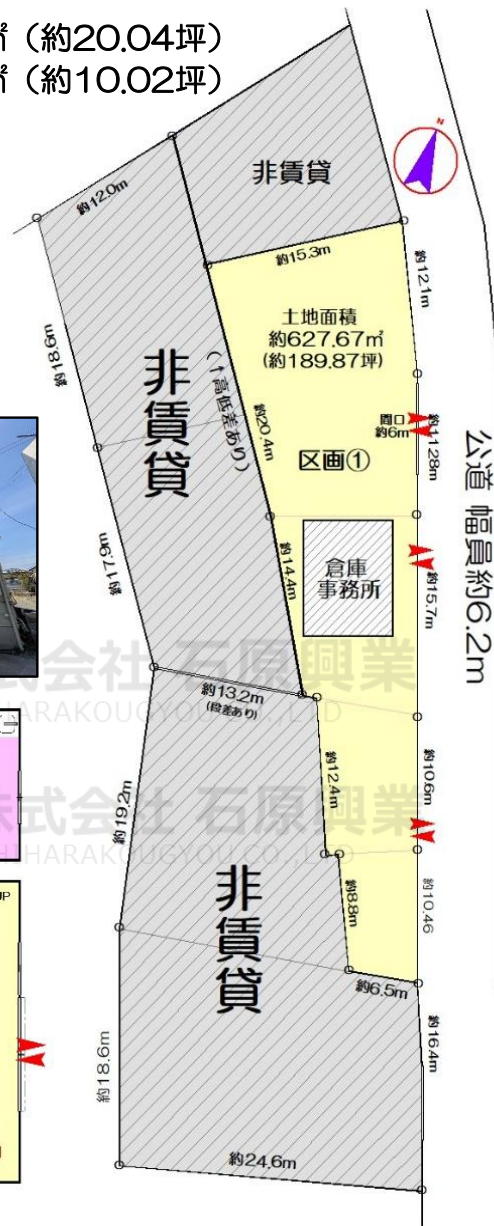 ㎡（約20.04坪）
㎡（約10.02坪）
N
非賃貸
約12.0m
約15.3m
約12.1m
土地面積
約627.67㎡
(約189.87坪)
約18.6m
非賃貸
(↑高低差あり)
約20.4m
間口
約6m
約11.28m
区画①
公道 幅員約6.2m
約17.9m
約14.4m
倉庫
事務所
約15.7m
式会社 石原興業
HARAKOUGYOU CO.,LTD
約13.2m
(段差あり)
約12.4m
約10.6m
約19.2m
株式会社 石原興業
HIHARAKOUGYOU CO.,LTD
非賃貸
約8.8m
約10.46
UP
約6.5m
約16.4m
約18.6m
約24.6m